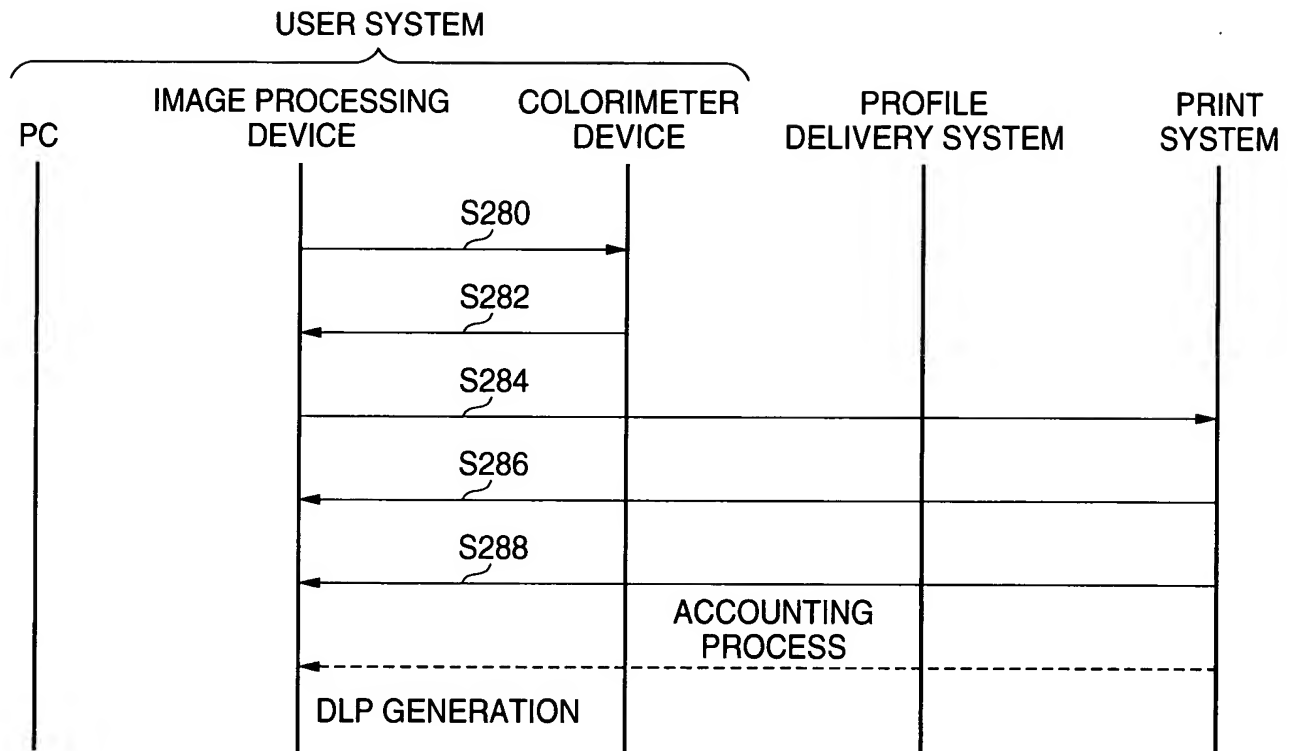 USER SYSTEM
PC
IMAGE PROCESSING
DEVICE
COLORIMETER
DEVICE
PROFILE
DELIVERY SYSTEM
PRINT
SYSTEM
S280
S282
S284
S286
S288
ACCOUNTING
PROCESS
DLP GENERATION